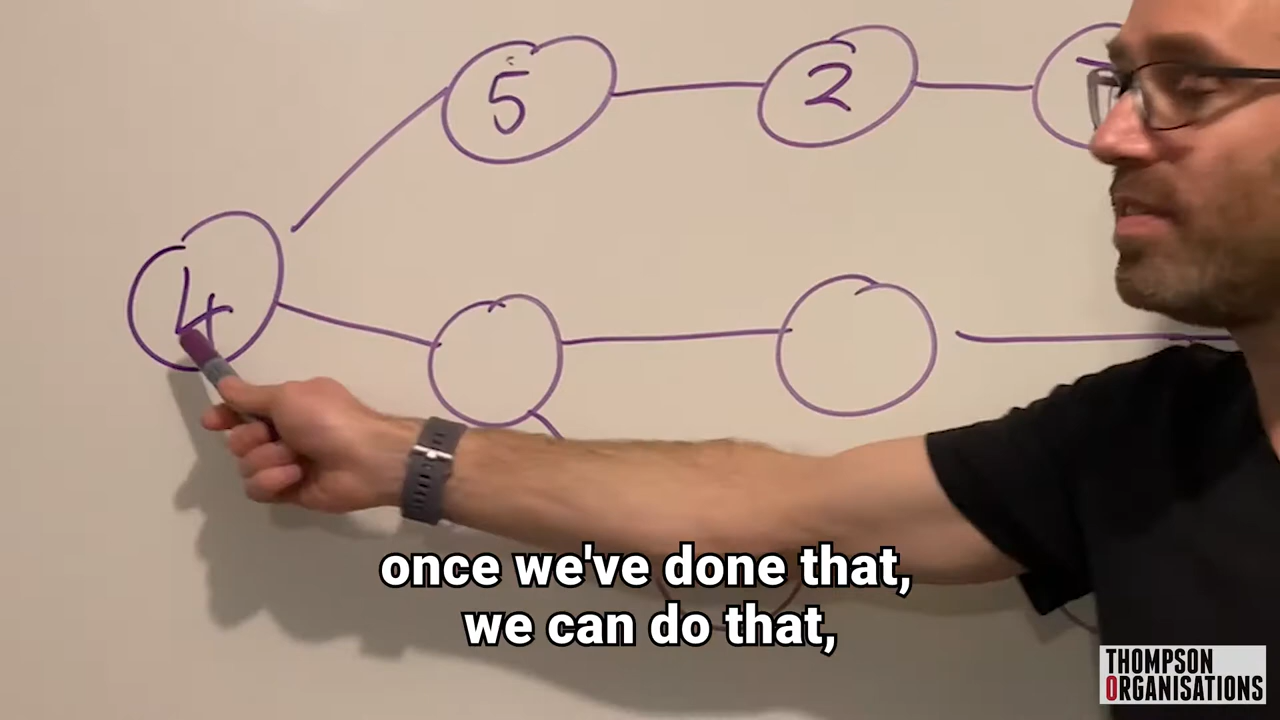 5
2
4
once we've done that,
we can do that,
THOMPSON
ORGANISATIONS